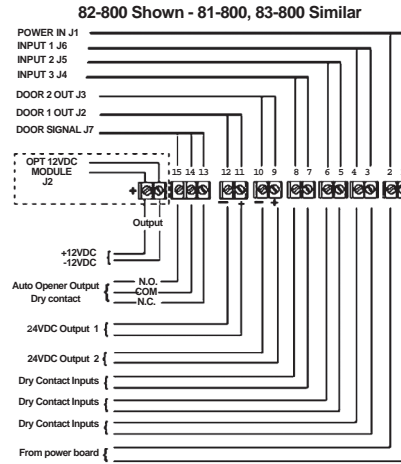 82-800 Shown - 81-800, 83-800 Similar
POWER IN J1
INPUT 1 J6
INPUT 2 J5
INPUT 3 J4
DOOR 2 OUT J3
DOOR 1 OUT J2
DOOR SIGNAL J7
OPT 12VDC
MODULE
J2
15 14 13 12 11 10 9 8 7 6 5 4 3 2
+
– + – +
Output
+12VDC
-12VDC
Auto Opener Output
Dry contact
N.O.
COM
N.C.
24VDC Output 1
24VDC Output 2
Dry Contact Inputs
Dry Contact Inputs
Dry Contact Inputs
From power board